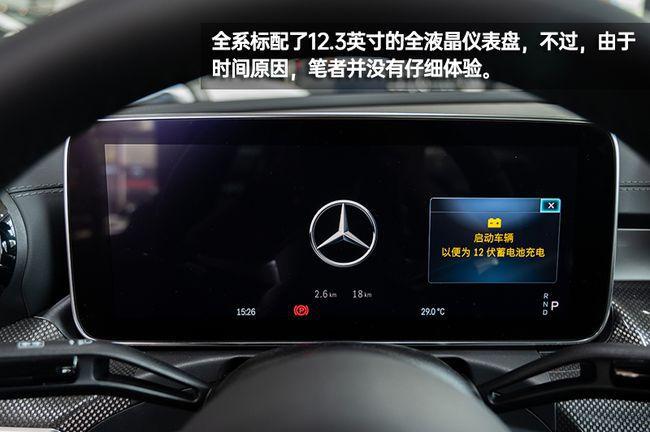 全系标配了12.3英寸的全液晶仪表盘，不过，由于
时间原因，笔者并没有仔细体验。
启动车辆
以便为 12 伏蓄电池充电
2.6 km 18 km
15:26 29.0 °C
R
N P
D